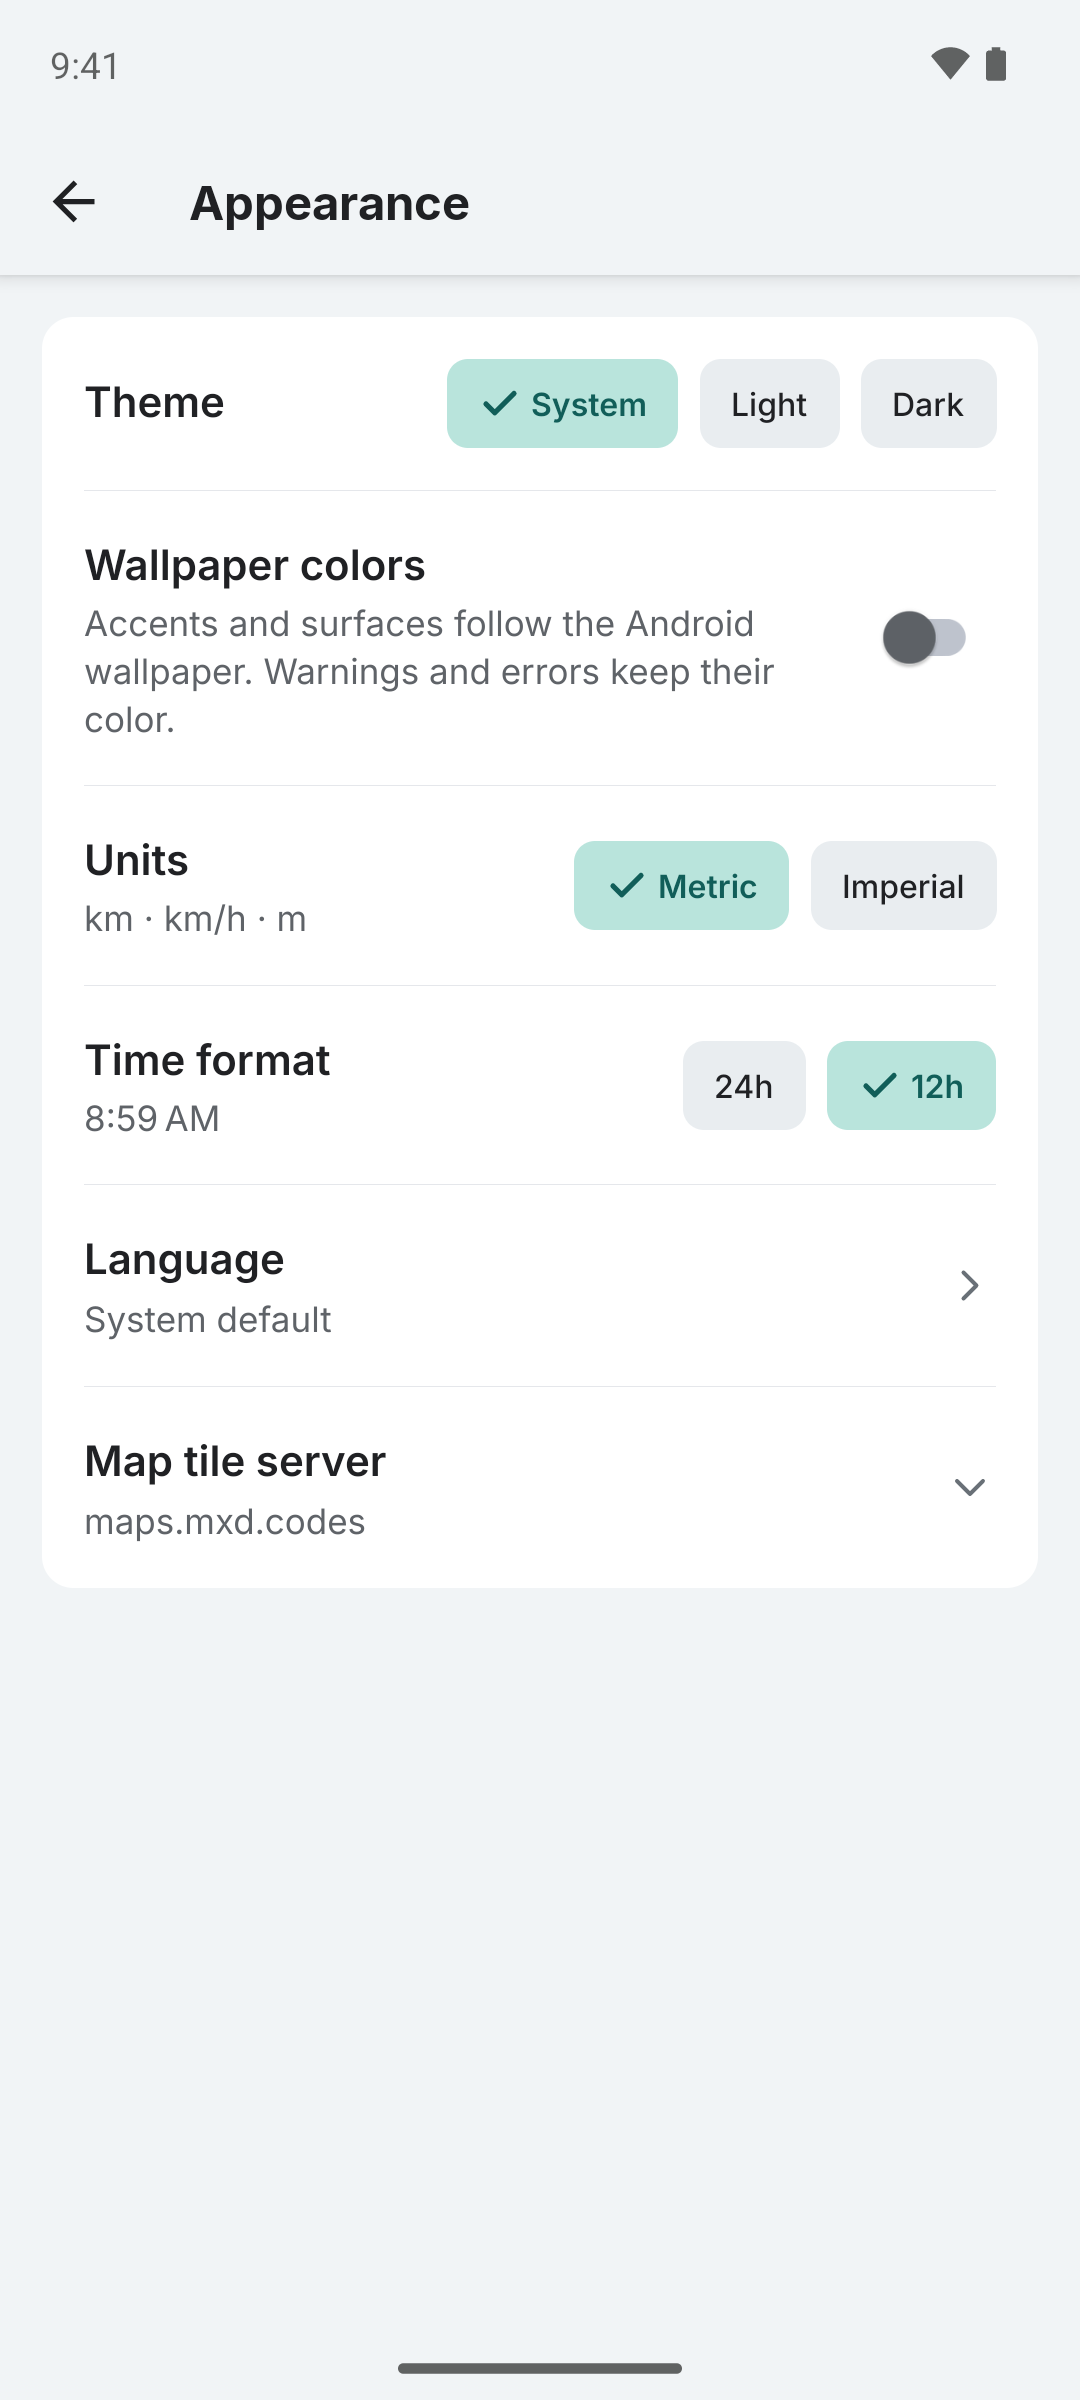 9:41
Appearance
Theme
System
Light
Dark
Wallpaper colors
Accents and surfaces follow the Android
wallpaper. Warnings and errors keep their
color.
Units
km · km/h · m
Metric
Imperial
Time format
8:59 AM
24h
12h
Language
System default
Map tile server
maps.mxd.codes